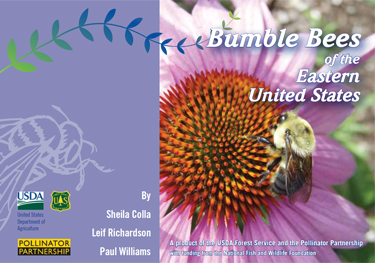 Bumble Bees
of the
Eastern
United States
By
Sheila Colla
Leif Richardson
Paul Williams
USDA
United States
Department of
Agriculture
POLLINATOR
PARTNERSHIP
A product of the USDA Forest Service and the Pollinator Partnership
with funding from the National Fish and Wildlife Foundation